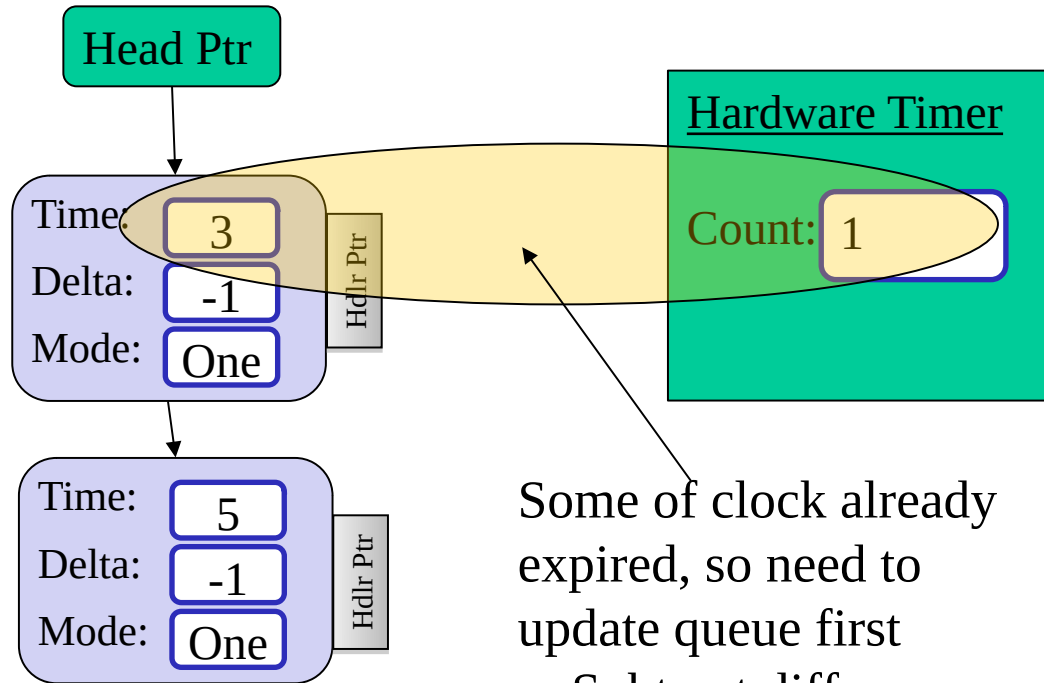 Head Ptr
Hardware Timer
Time: 3
Count: 1
Delta: -1
Hdlr Ptr
Mode: One
Time: 5
Delta: -1
Hdlr Ptr
Mode: One
Some of clock already
expired, so need to
update queue first